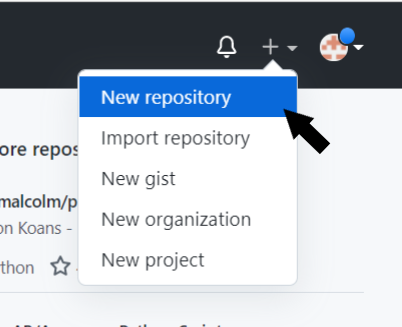 New repository
ore repos
Import repository
malcolm/p
New gist
on Koans -
New organization
thon
New project